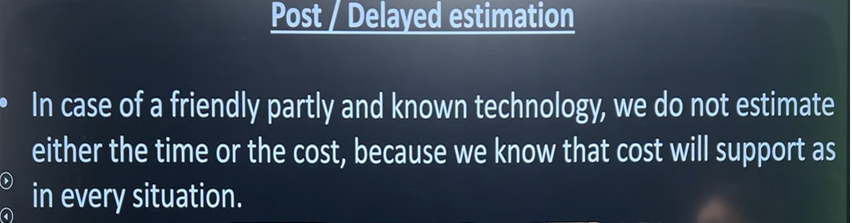 Post / Delayed estimation
• In case of a friendly partly and known technology, we do not estimate
either the time or the cost, because we know that cost will support as
in every situation.